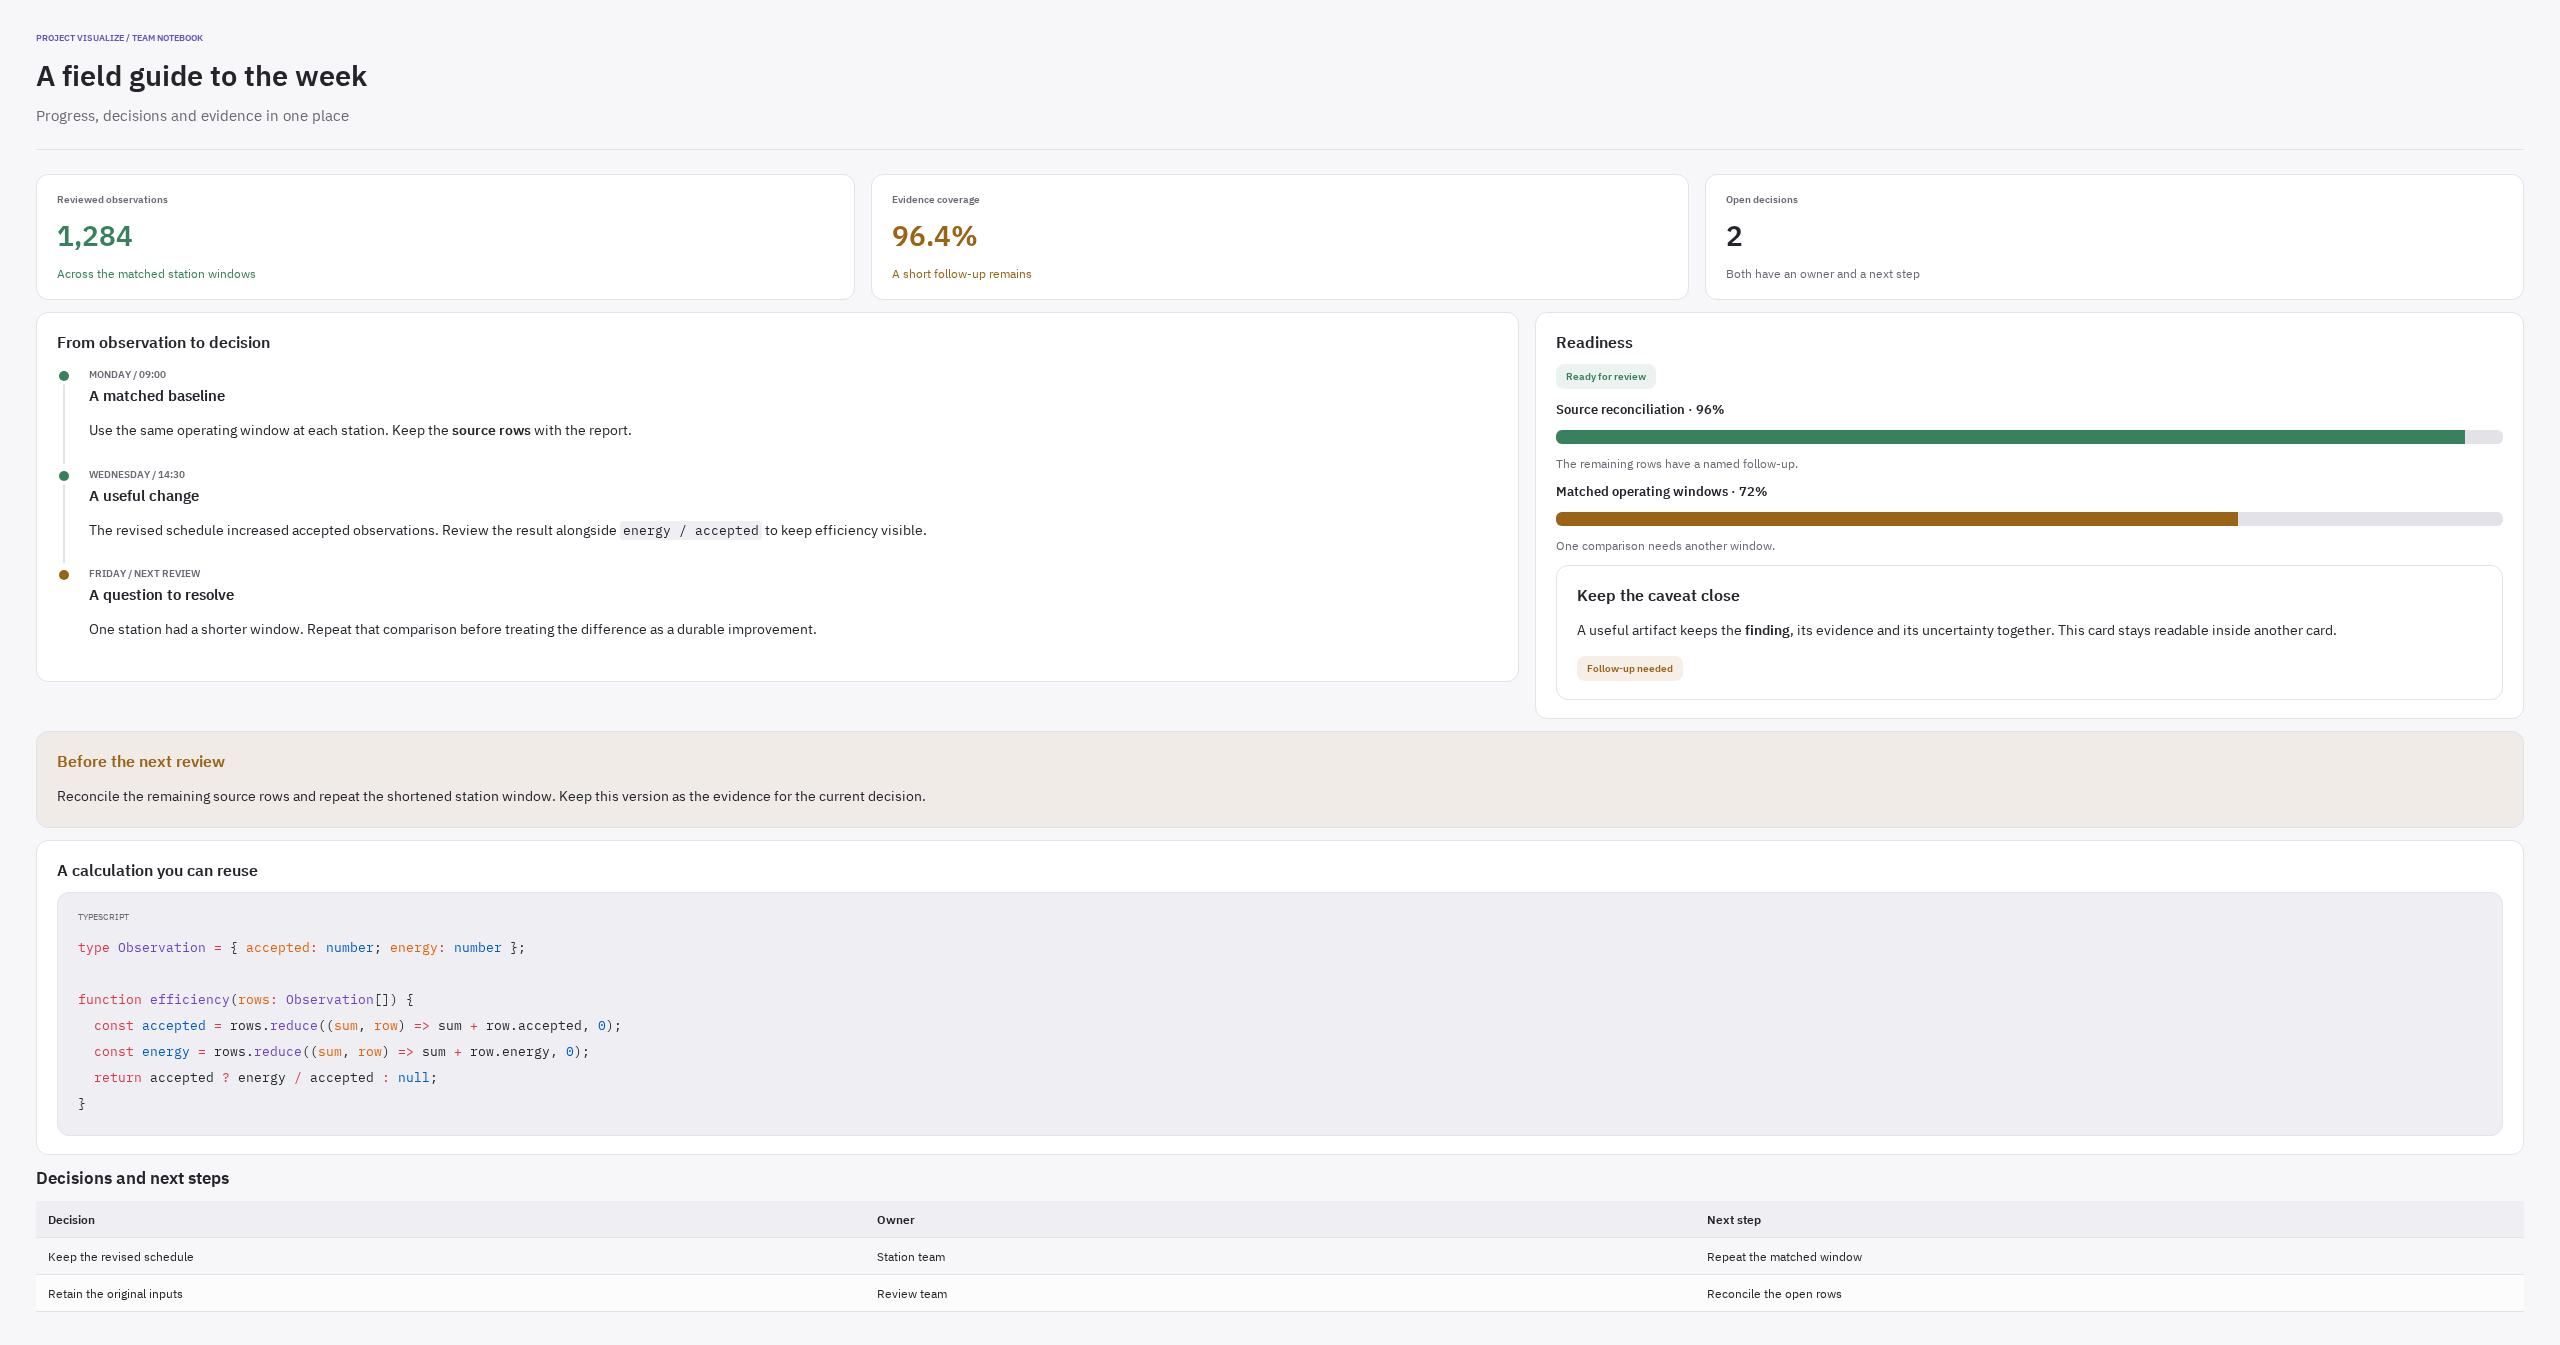 PROJECT VISUALIZE / TEAM NOTEBOOK
A field guide to the week
Progress, decisions and evidence in one place
Reviewed observations
1,284
Across the matched station windows
Evidence coverage
96.4%
A short follow-up remains
Open decisions
2
Both have an owner and a next step
From observation to decision
MONDAY / 09:00
A matched baseline
Use the same operating window at each station. Keep the source rows with the report.
WEDNESDAY / 14:30
A useful change
The revised schedule increased accepted observations. Review the result alongside energy / accepted to keep efficiency visible.
FRIDAY / NEXT REVIEW
A question to resolve
One station had a shorter window. Repeat that comparison before treating the difference as a durable improvement.
Readiness
Ready for review
Source reconciliation · 96%
The remaining rows have a named follow-up.
Matched operating windows · 72%
One comparison needs another window.
Keep the caveat close
A useful artifact keeps the finding, its evidence and its uncertainty together. This card stays readable inside another card.
Follow-up needed
Before the next review
Reconcile the remaining source rows and repeat the shortened station window. Keep this version as the evidence for the current decision.
A calculation you can reuse
TYPESCRIPT
type Observation = { accepted: number; energy: number };
function efficiency(rows: Observation[]) {
  const accepted = rows.reduce((sum, row) => sum + row.accepted, 0);
  const energy = rows.reduce((sum, row) => sum + row.energy, 0);
  return accepted ? energy / accepted : null;
}
Decisions and next steps
Decision Owner Next step
Keep the revised schedule Station team Repeat the matched window
Retain the original inputs Review team Reconcile the open rows